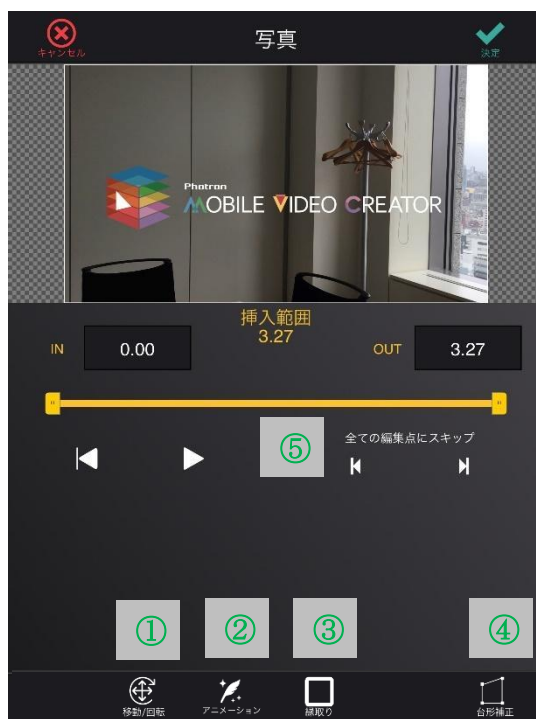 キャンセル
写真
決定
Photron
MOBILE VIDEO CREATOR
挿入範囲
3.27
IN
0.00
OUT
3.27
⑤
全ての編集点にスキップ
①
②
③
④
移動/回転
アニメーション
縁取り
台形補正